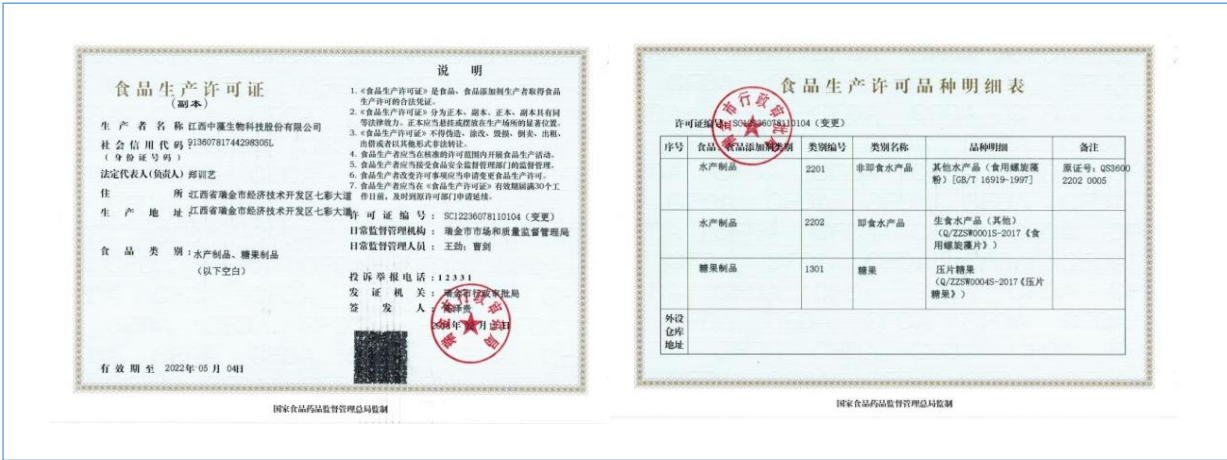 食品生产许可证
(副本)
生产者名称 江西中藻生物科技股份有限公司
社会信用代码 91360781744298305L
(身份证号码)
法定代表人(负责人) 郑训艺
住所 江西省瑞金市经济技术开发区七彩大道
生产地址 江西省瑞金市经济技术开发区七彩大道
食品类别:水产制品、糖果制品
(以下空白)
有效期至 2022年05月04日
说明
1.《食品生产许可证》是食品、食品添加剂生产者取得食品
生产许可的合法凭证。
2.《食品生产许可证》分为正本、副本。正本、副本具有同
等法律效力。正本应当悬挂或摆放在生产场所的显著位置。
3.《食品生产许可证》不得伪造、涂改、毁损、倒卖、出租、
出借或者以其他形式非法转让。
4. 食品生产者应当在核准的许可范围内开展食品生产活动。
5. 食品生产者应当接受食品安全监督管理部门的监督管理。
6. 食品生产者改变许可事项应当申请变更食品生产许可。
7. 食品生产者应当在《食品生产许可证》有效期届满30个工
作日前，及时到原许可部门申请延续。
许可证编号: SC12236078110104(变更)
日常监督管理机构: 瑞金市市场和质量监督管理局
日常监督管理人员: 王劲; 曹剑
投诉举报电话:12331
发证机关: 瑞金市行政审批局
签发人:
国家食品药品监督管理总局监制
食品生产许可品种明细表
许可证编号:SC12236078110104(变更)
序号 食品、食品添加剂类别 类别编号 类别名称 品种明细 备注
水产制品 2201 非即食水产品 其他水产品(食用螺旋藻
粉)[GB/T 16919-1997] 原证号: QS3600
2202 0005
水产制品 2202 即食水产品 生食水产品(其他)
(Q/ZZSW0001S-2017《食
用螺旋藻片》)
糖果制品 1301 糖果 压片糖果
(Q/ZZSW0004S-2017《压片
糖果》)
外设
仓库
地址
国家食品药品监督管理总局监制